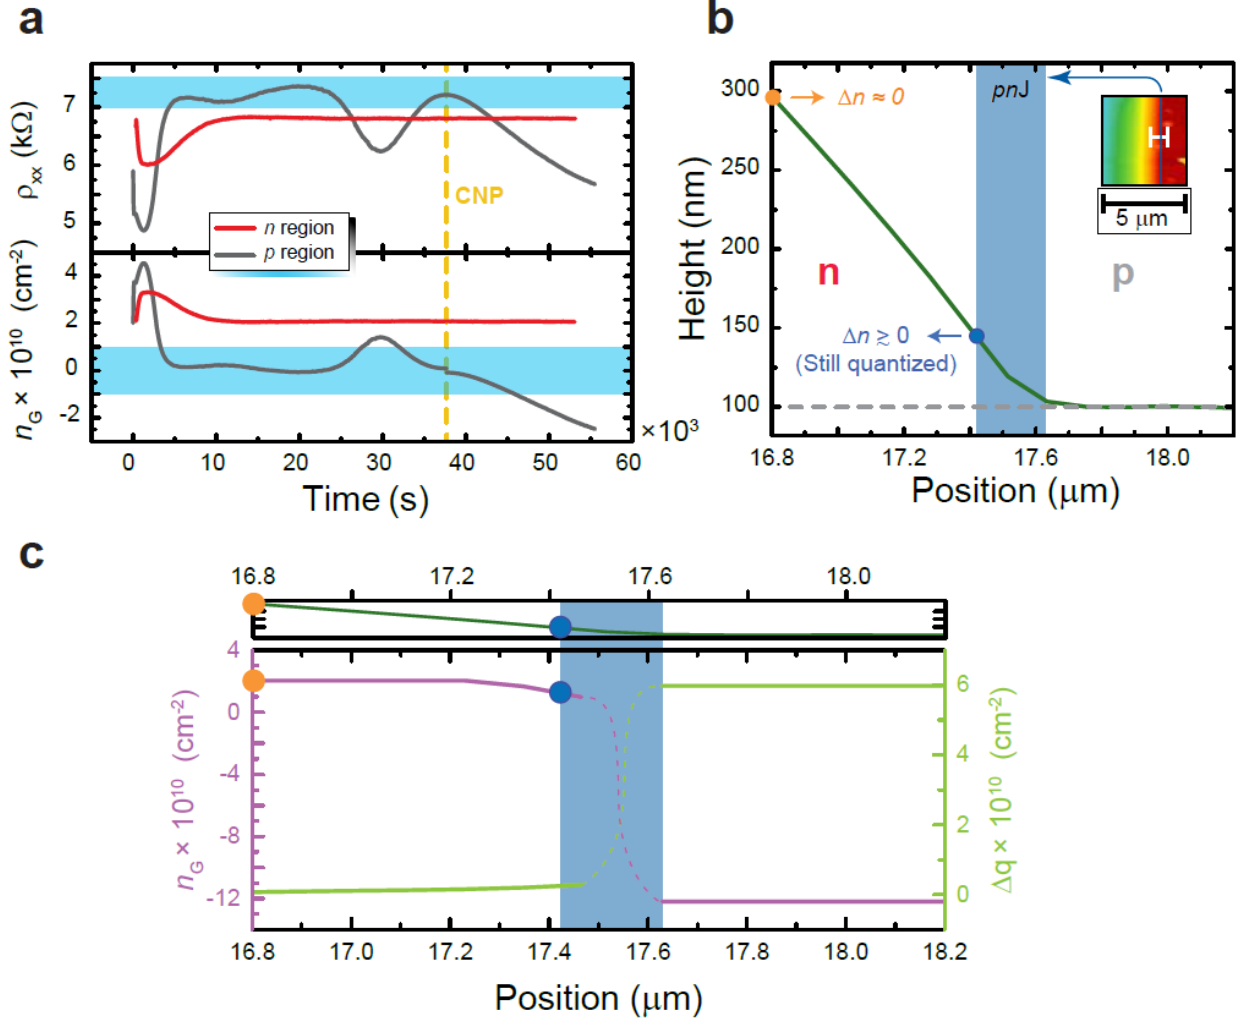 a
ρxx (kΩ)
7
6
5
n region
p region
CNP
nG × 10^10 (cm^-2)
4
2
0
-2
0 10 20 30 40 50 60
×10^3
Time (s)
b
Height (nm)
300
250
200
150
100
Δn ≈ 0
pnJ
5 μm
n
p
Δn ≳ 0
(Still quantized)
16.8 17.2 17.6 18.0
Position (μm)
c
16.8 17.2 17.6 18.0
nG × 10^10 (cm^-2)
4
0
-4
-8
-12
Δq × 10^10 (cm^-2)
6
4
2
0
16.8 17.0 17.2 17.4 17.6 17.8 18.0 18.2
Position (μm)